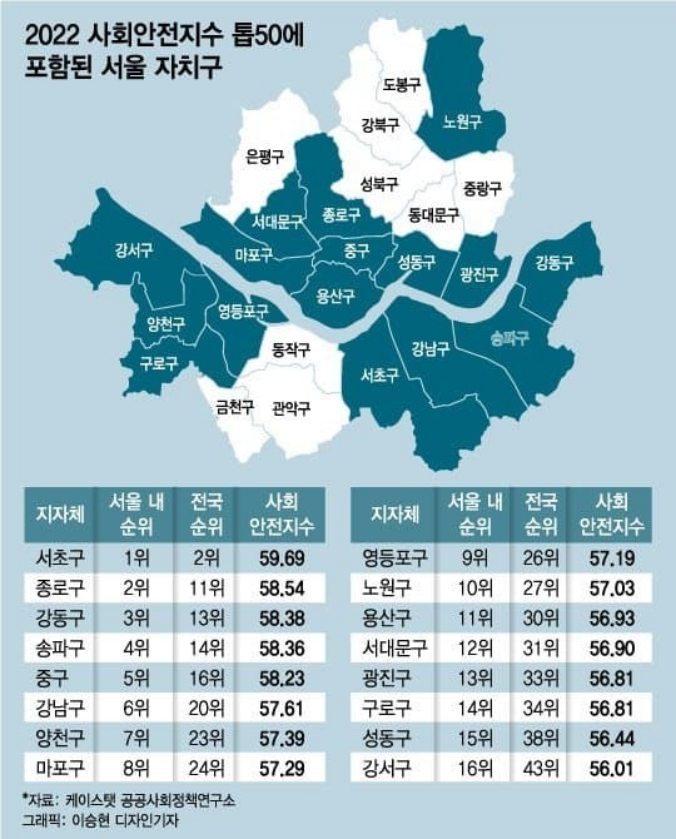 2022 사회안전지수 톱50에
포함된 서울 자치구
도봉구
노원구
강북구
은평구
성북구
중랑구
동대문구
종로구
서대문구
강서구
마포구
중구
성동구
광진구
강동구
용산구
영등포구
양천구
송파구
동작구
강남구
구로구
서초구
금천구
관악구
지자체 서울 내 순위 전국 순위 사회 안전지수
서초구 1위 2위 59.69
종로구 2위 11위 58.54
강동구 3위 13위 58.38
송파구 4위 14위 58.36
중구 5위 16위 58.23
강남구 6위 20위 57.61
양천구 7위 23위 57.39
마포구 8위 24위 57.29
지자체 서울 내 순위 전국 순위 사회 안전지수
영등포구 9위 26위 57.19
노원구 10위 27위 57.03
용산구 11위 30위 56.93
서대문구 12위 31위 56.90
광진구 13위 33위 56.81
구로구 14위 34위 56.81
성동구 15위 38위 56.44
강서구 16위 43위 56.01
*자료: 케이스탯 공공사회정책연구소
그래픽: 이승현 디자인기자